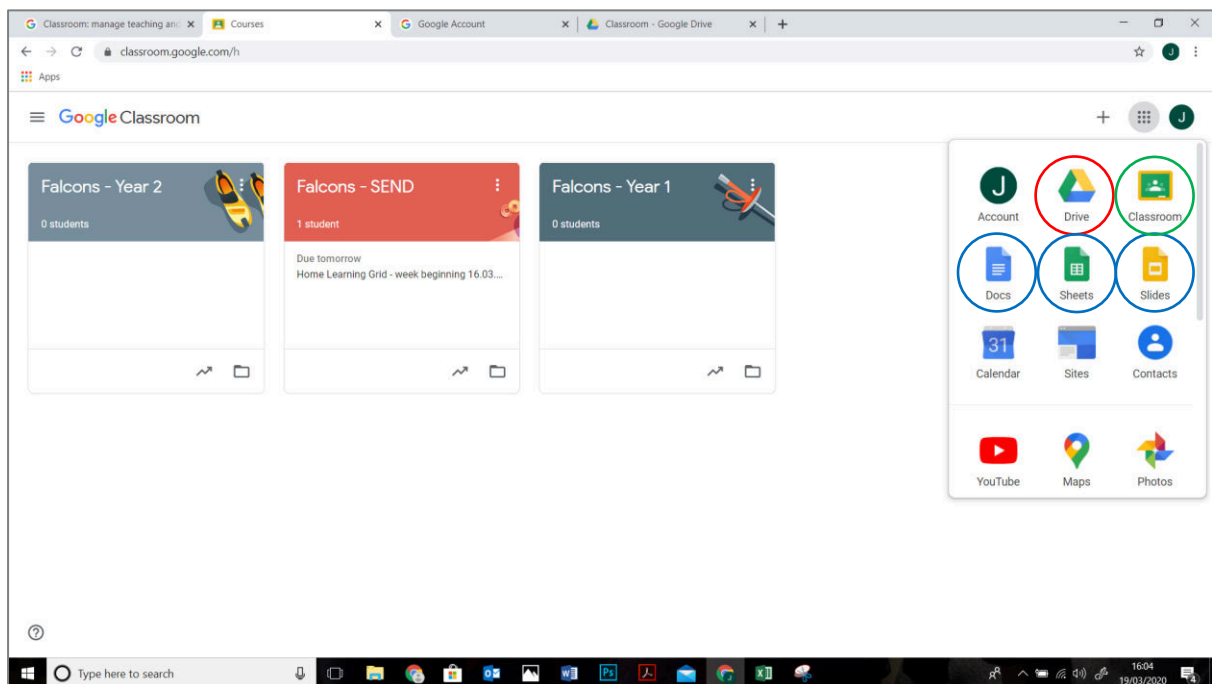 Classroom: manage teaching and
Courses
Google Account
Classroom - Google Drive
classroom.google.com/h
J
Apps
Google Classroom
J
Falcons - Year 2
0 students
Falcons - SEND
1 student
Due tomorrow
Home Learning Grid - week beginning 16.03....
Falcons - Year 1
0 students
J
Account
Drive
Classroom
Docs
Sheets
Slides
31
Calendar
Sites
Contacts
YouTube
Maps
Photos
Type here to search
Ps
16:04
19/03/2020
4